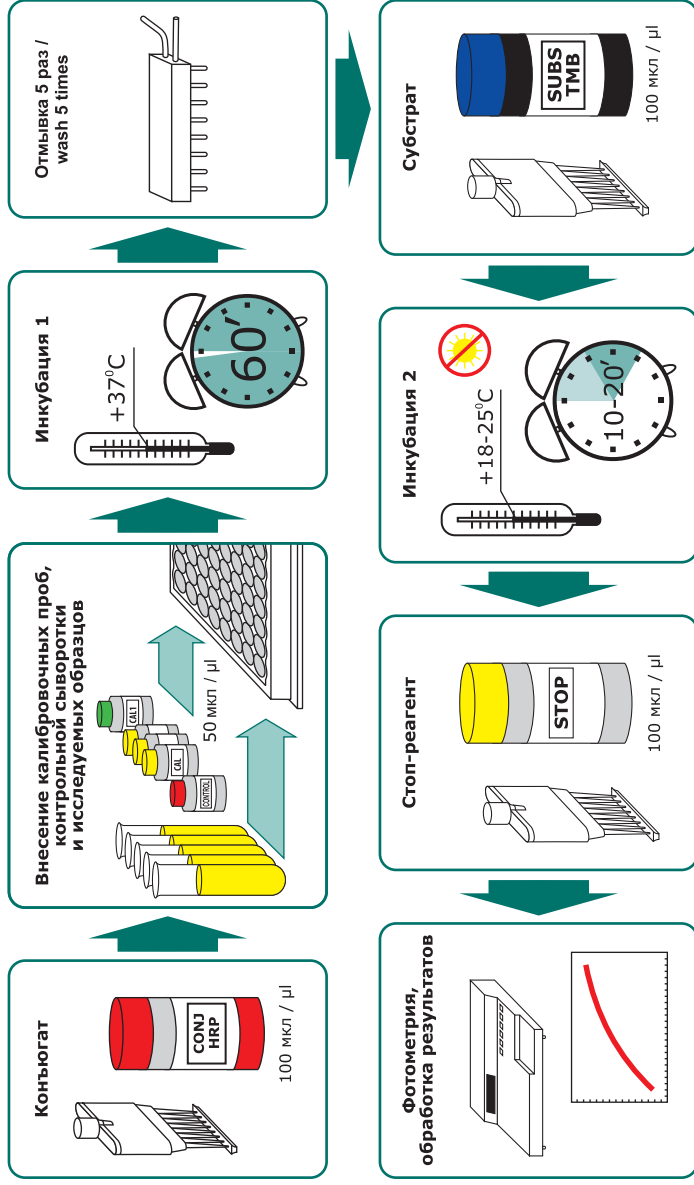 Конъюгат
CONJ
HRP
100 мкл / µl
Внесение калибровочных проб,
контрольной сыворотки
и исследуемых образцов
CAL1
CAL
CONTROL
50 мкл / µl
Инкубация 1
+37⁰C
60′
Отмывка 5 раз /
wash 5 times
Субстрат
SUBS
TMB
100 мкл / µl
Инкубация 2
+18-25⁰C
10-20′
Стоп-реагент
STOP
100 мкл / µl
Фотометрия,
обработка результатов